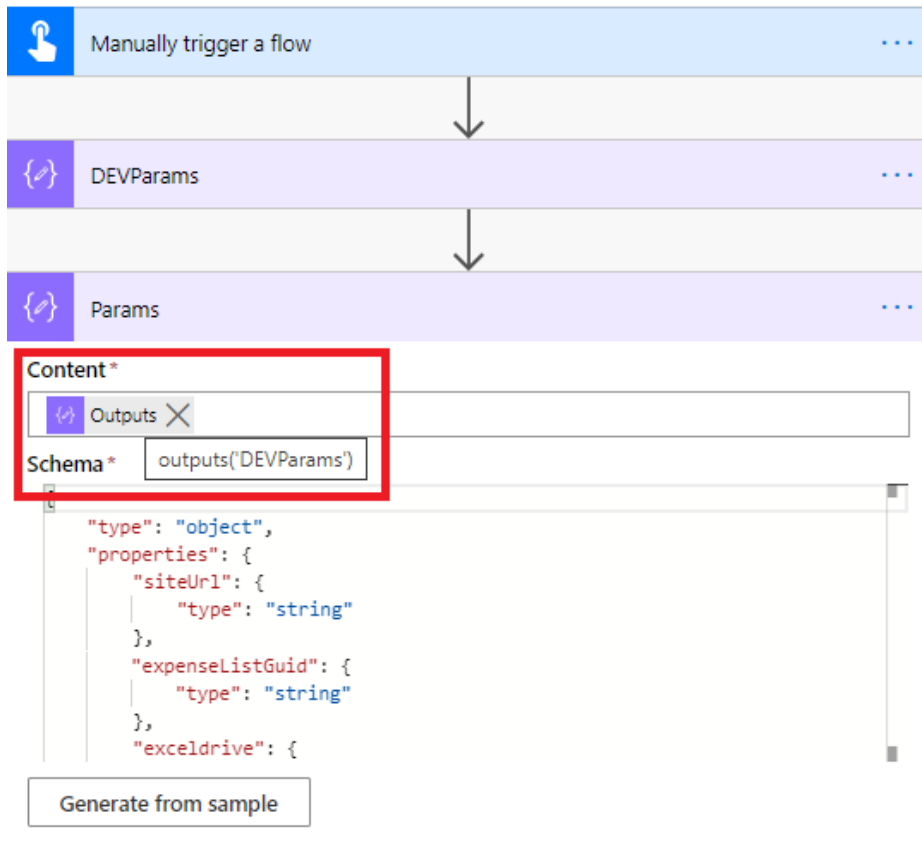 Manually trigger a flow
...
DEVParams
...
Params
...
Content *
Outputs
outputs('DEVParams')
Schema *
{
"type": "object",
"properties": {
"siteUrl": {
"type": "string"
},
"expenseListGuid": {
"type": "string"
},
"exceldrive": {
Generate from sample